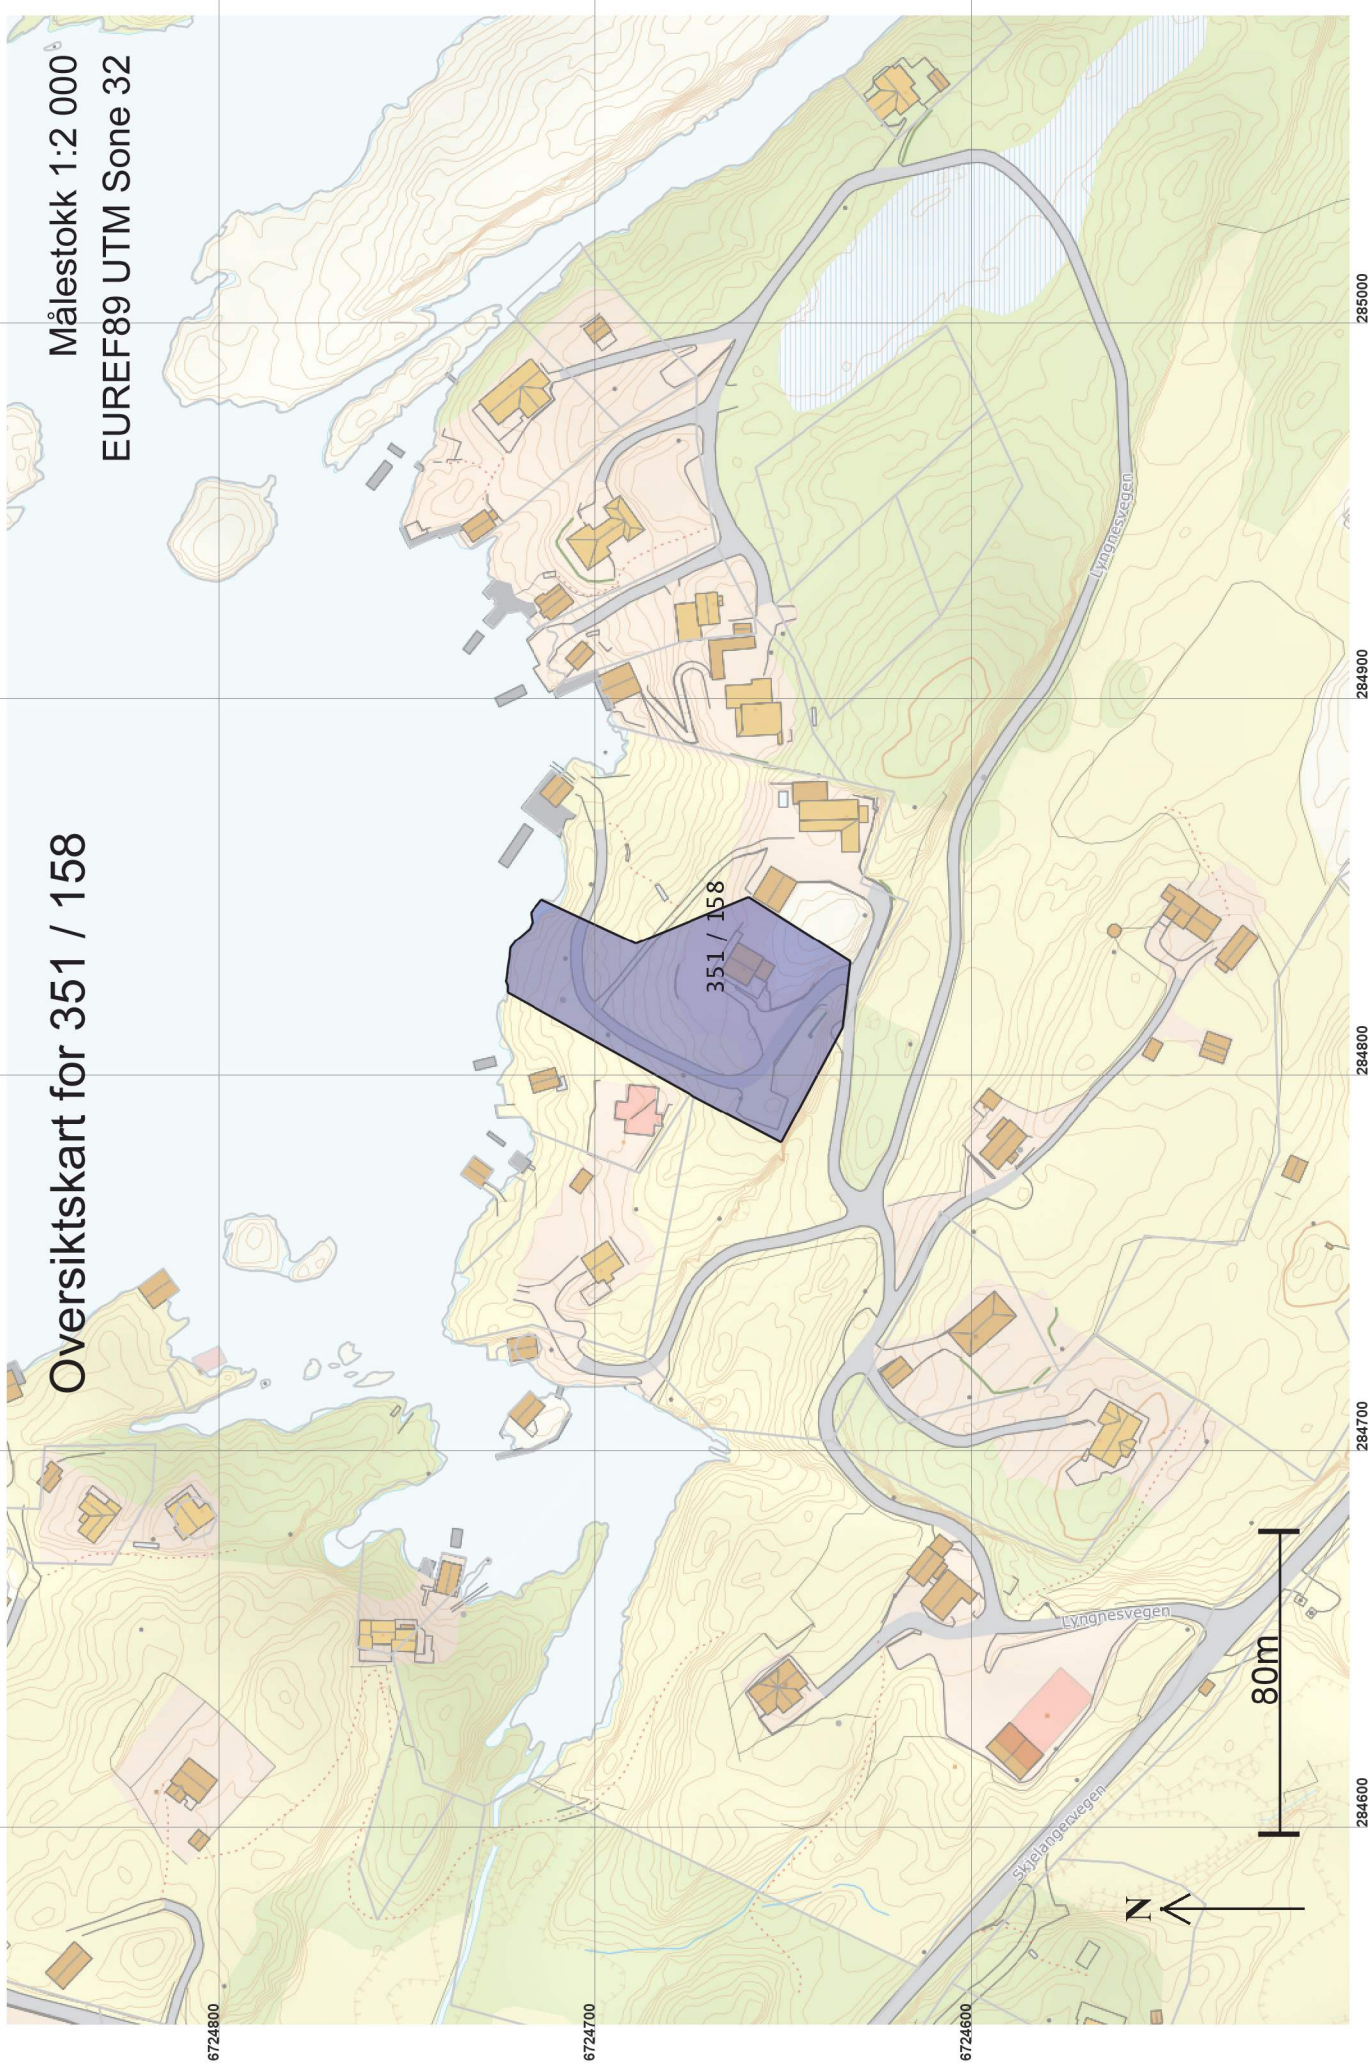 Oversiktskart for 351 / 158
Målestokk 1:2 000
EUREF89 UTM Sone 32
351 / 158
Lyngnesvegen
Lyngnesvegen
Skjelangervegen
6724800
6724700
6724600
284600
284700
284800
284900
285000
N
80m